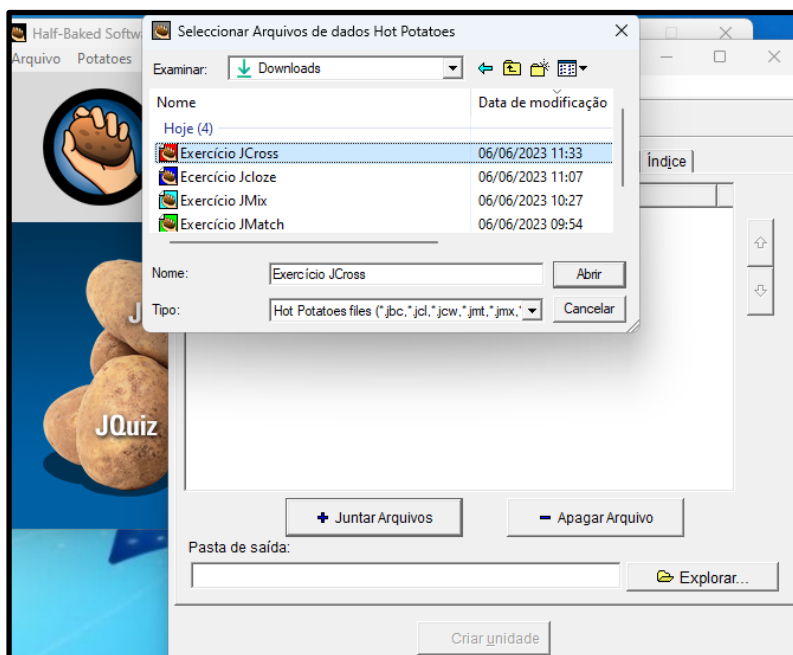 Half-Baked Softw
Seleccionar Arquivos de dados Hot Potatoes
Arquivo Potatoes
Examinar: Downloads
Nome Data de modificação
Hoje (4)
Exercício JCross 06/06/2023 11:33
Ecercício Jcloze 06/06/2023 11:07
Exercício JMix 06/06/2023 10:27
Exercício JMatch 06/06/2023 09:54
Índice
Nome: Exercício JCross Abrir
Tipo: Hot Potatoes files (*.jbc,*.jcl,*.jcw,*.jmt,*.jmx,* Cancelar
JQuiz
+ Juntar Arquivos - Apagar Arquivo
Pasta de saída:
Explorar...
Criar unidade